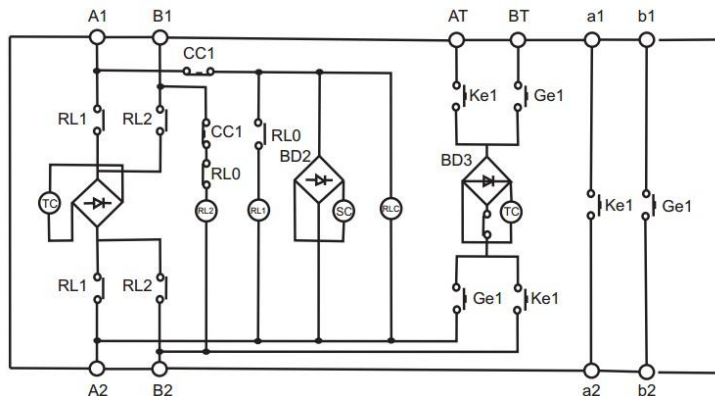 A1 B1 AT BT a1 b1
CC1
Ke1 Ge1
RL1 RL2 CC1 RL0
RL0 BD2 BD3
TC RL2 RL1 SC RLC TC
Ke1 Ge1
RL1 RL2
Ge1 Ke1
A2 B2 a2 b2